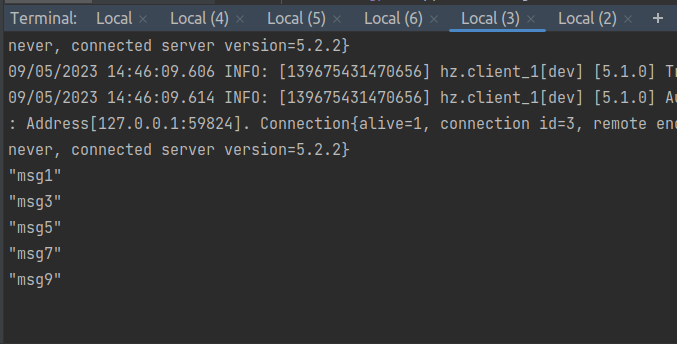 Terminal: Local × Local (4) × Local (5) × Local (6) × Local (3) × Local (2) × +
never, connected server version=5.2.2}
09/05/2023 14:46:09.606 INFO: [139675431470656] hz.client_1[dev] [5.1.0]
09/05/2023 14:46:09.614 INFO: [139675431470656] hz.client_1[dev] [5.1.0]
: Address[127.0.0.1:59824]. Connection{alive=1, connection id=3, remote
never, connected server version=5.2.2}
"msg1"
"msg3"
"msg5"
"msg7"
"msg9"